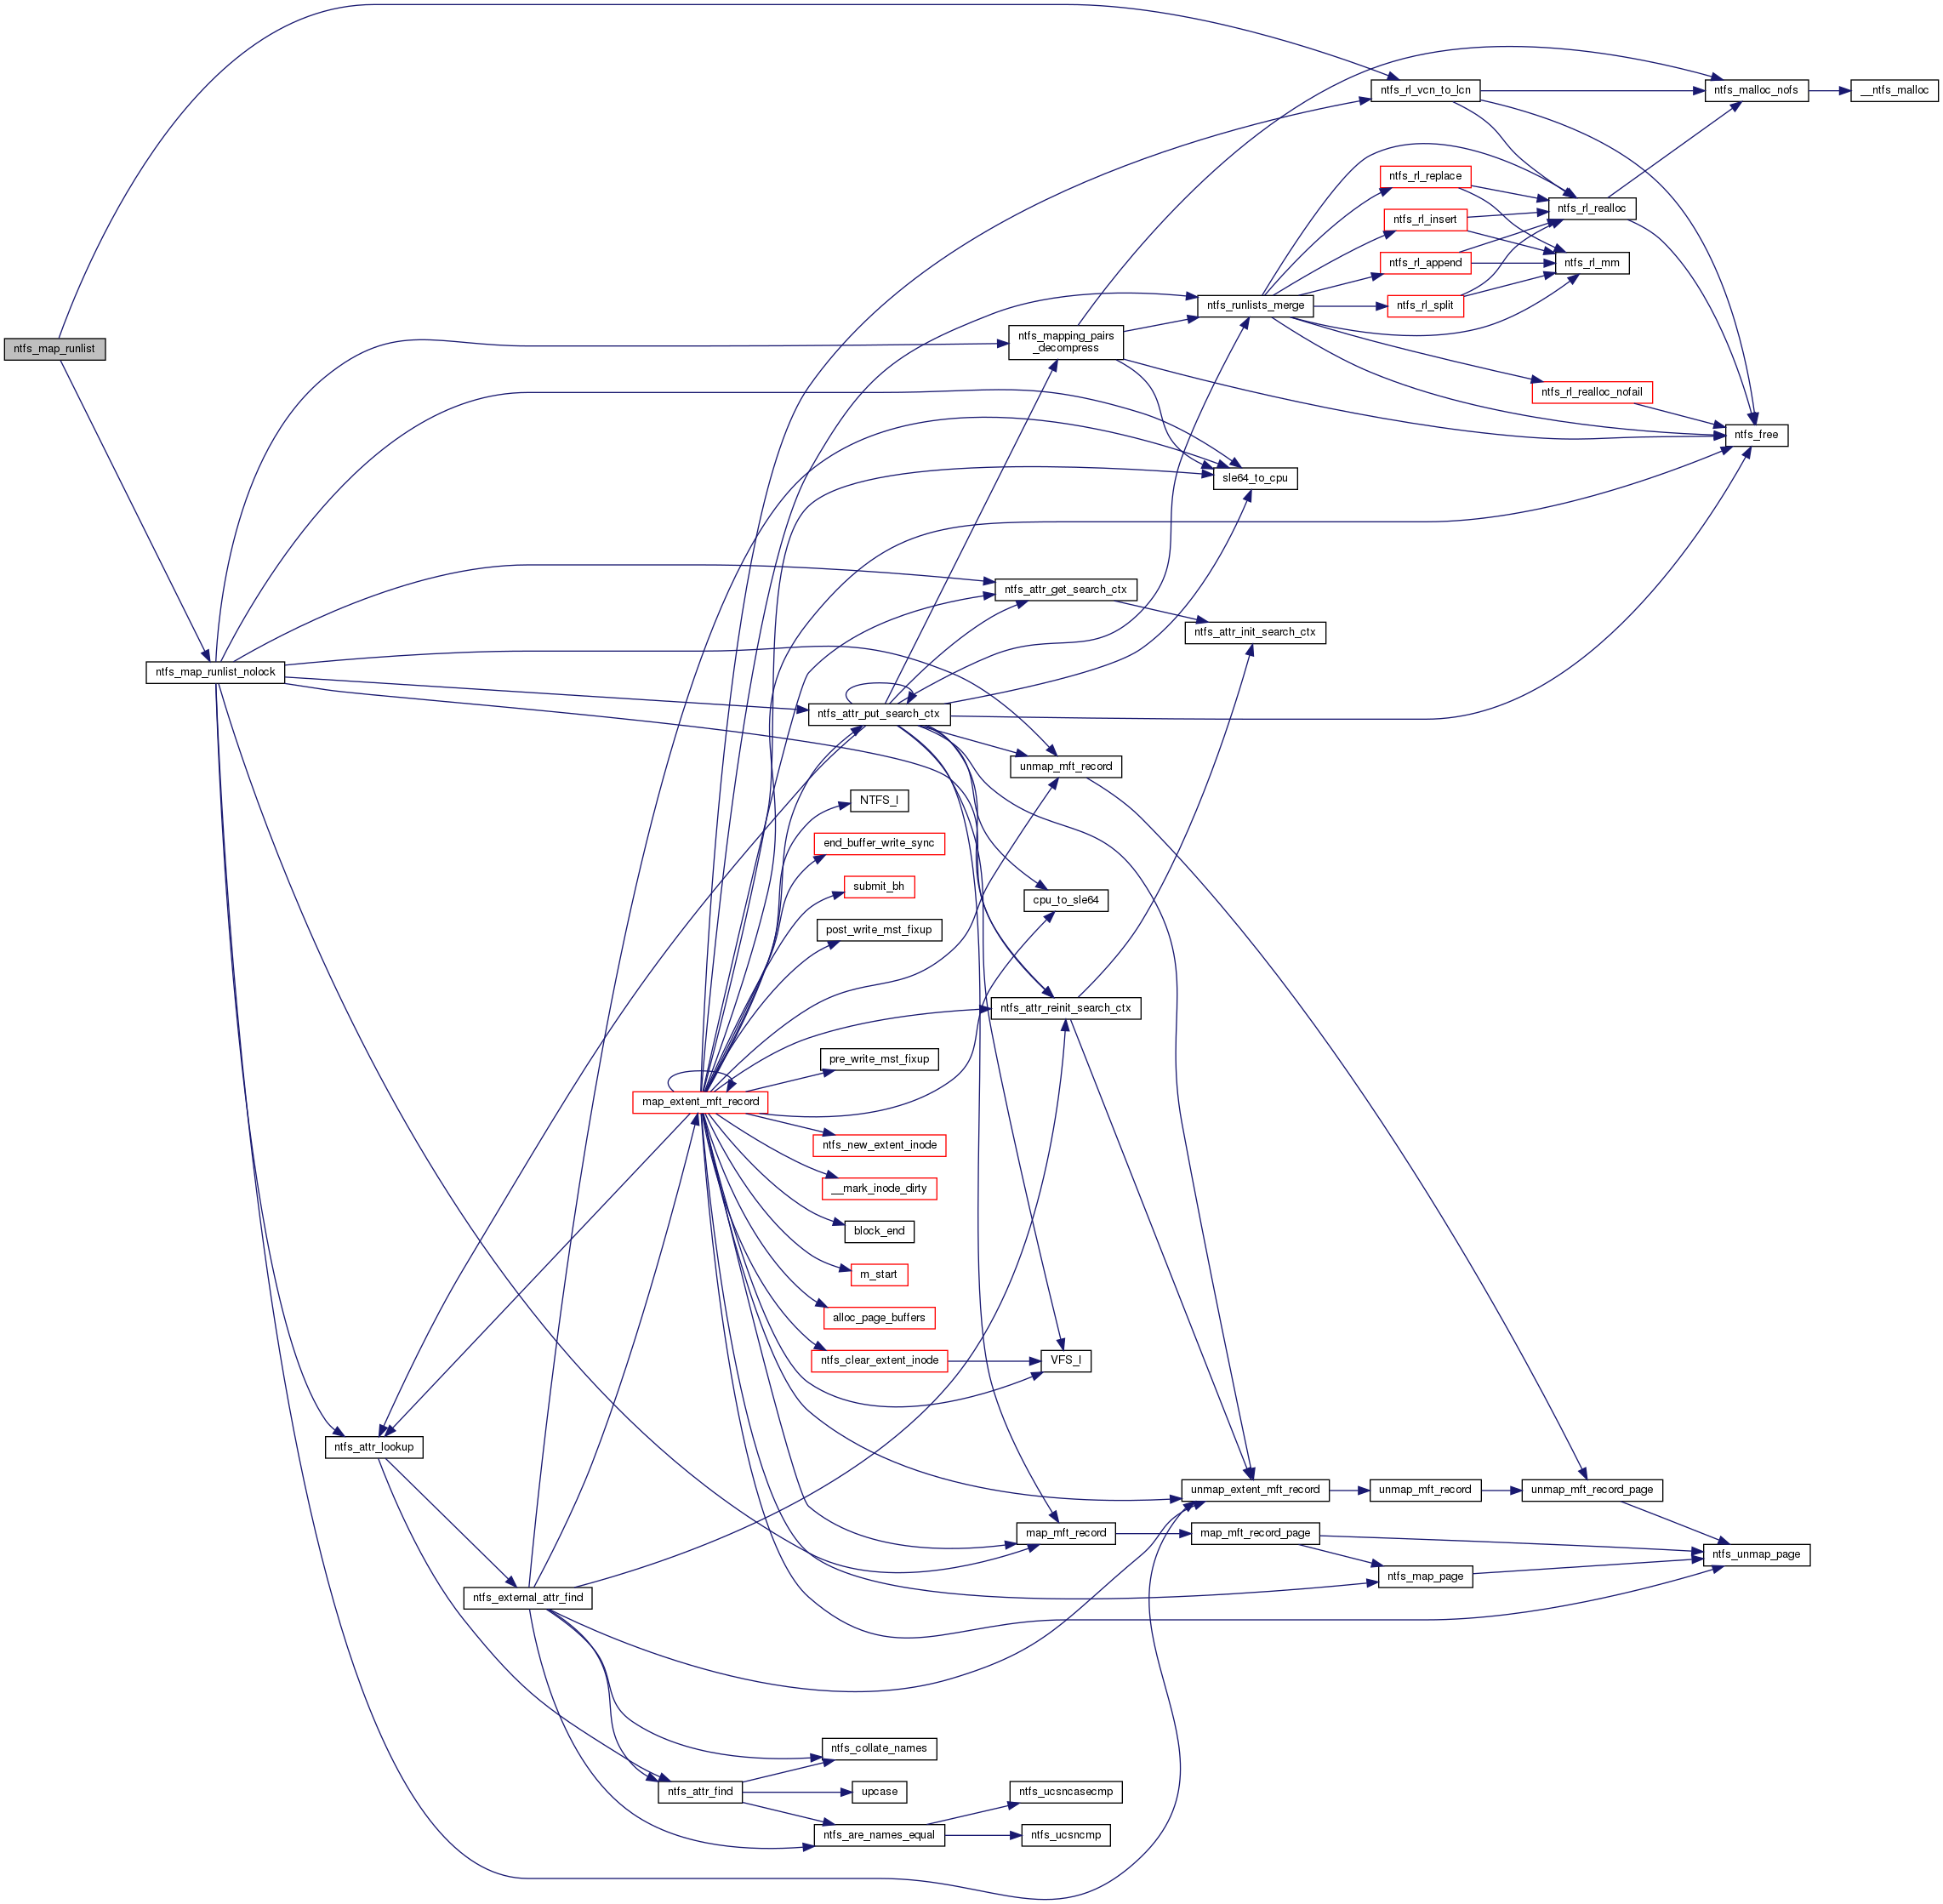 ntfs_rl_vcn_to_lcn
ntfs_malloc_nofs
__ntfs_malloc
ntfs_rl_replace
ntfs_rl_realloc
ntfs_rl_insert
ntfs_rl_append
ntfs_rl_mm
ntfs_runlists_merge
ntfs_rl_split
ntfs_map_runlist
ntfs_mapping_pairs
_decompress
ntfs_rl_realloc_nofail
ntfs_free
sle64_to_cpu
ntfs_attr_get_search_ctx
ntfs_attr_init_search_ctx
ntfs_map_runlist_nolock
ntfs_attr_put_search_ctx
unmap_mft_record
NTFS_I
end_buffer_write_sync
submit_bh
cpu_to_sle64
post_write_mst_fixup
ntfs_attr_reinit_search_ctx
pre_write_mst_fixup
map_extent_mft_record
ntfs_new_extent_inode
__mark_inode_dirty
block_end
m_start
alloc_page_buffers
ntfs_clear_extent_inode
VFS_I
ntfs_attr_lookup
unmap_extent_mft_record
unmap_mft_record
unmap_mft_record_page
map_mft_record
map_mft_record_page
ntfs_unmap_page
ntfs_map_page
ntfs_external_attr_find
ntfs_collate_names
ntfs_attr_find
upcase
ntfs_ucsncasecmp
ntfs_are_names_equal
ntfs_ucsncmp